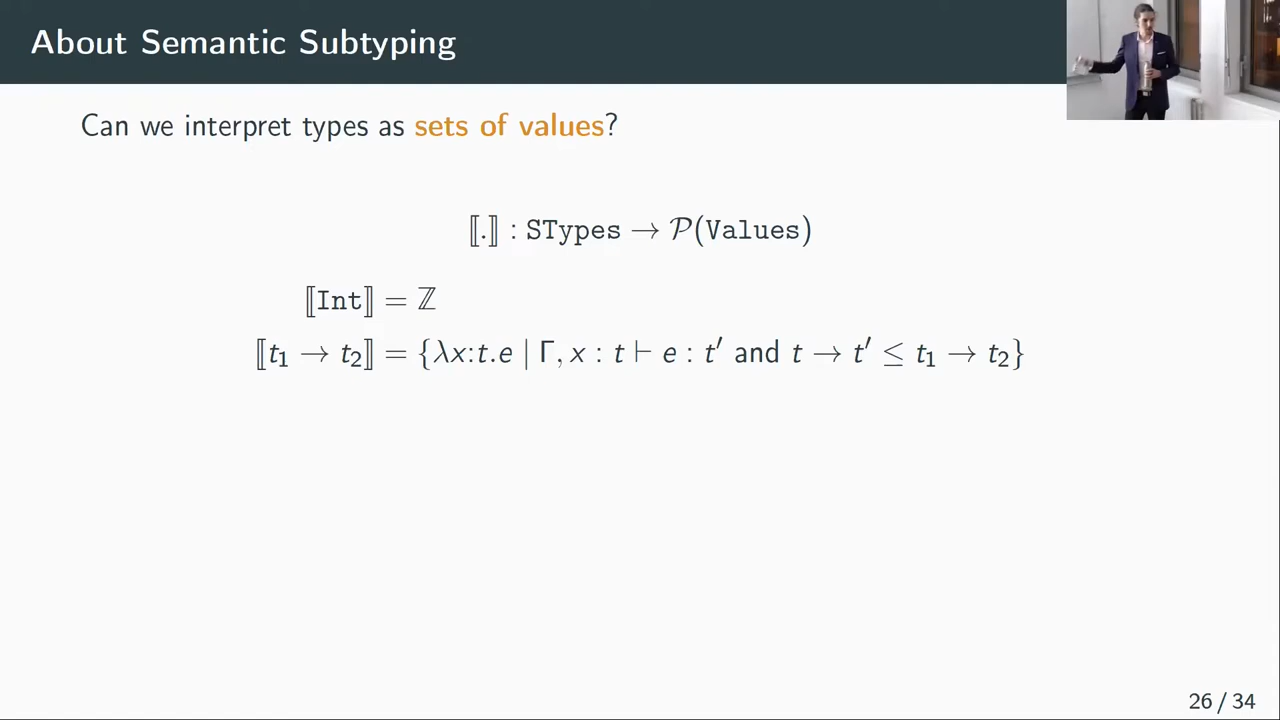 About Semantic Subtyping
Can we interpret types as sets of values?
⟦.⟧ : STypes → 𝒫(Values)
⟦Int⟧ = ℤ
⟦t₁ → t₂⟧ = {λx:t.e | Γ, x : t ⊢ e : t′ and t → t′ ≤ t₁ → t₂}
26 / 34